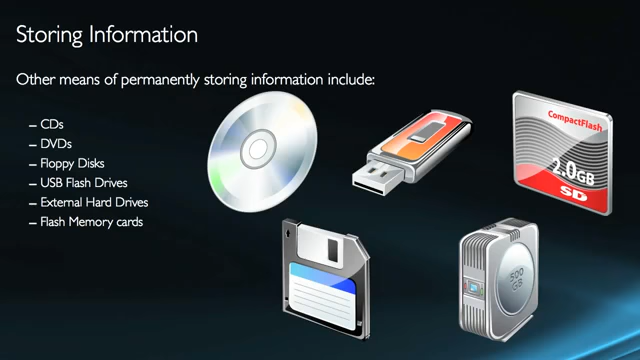 Storing Information
Other means of permanently storing information include:
– CDs
– DVDs
– Floppy Disks
– USB Flash Drives
– External Hard Drives
– Flash Memory cards
CompactFlash
2.0GB
SD
500
GB